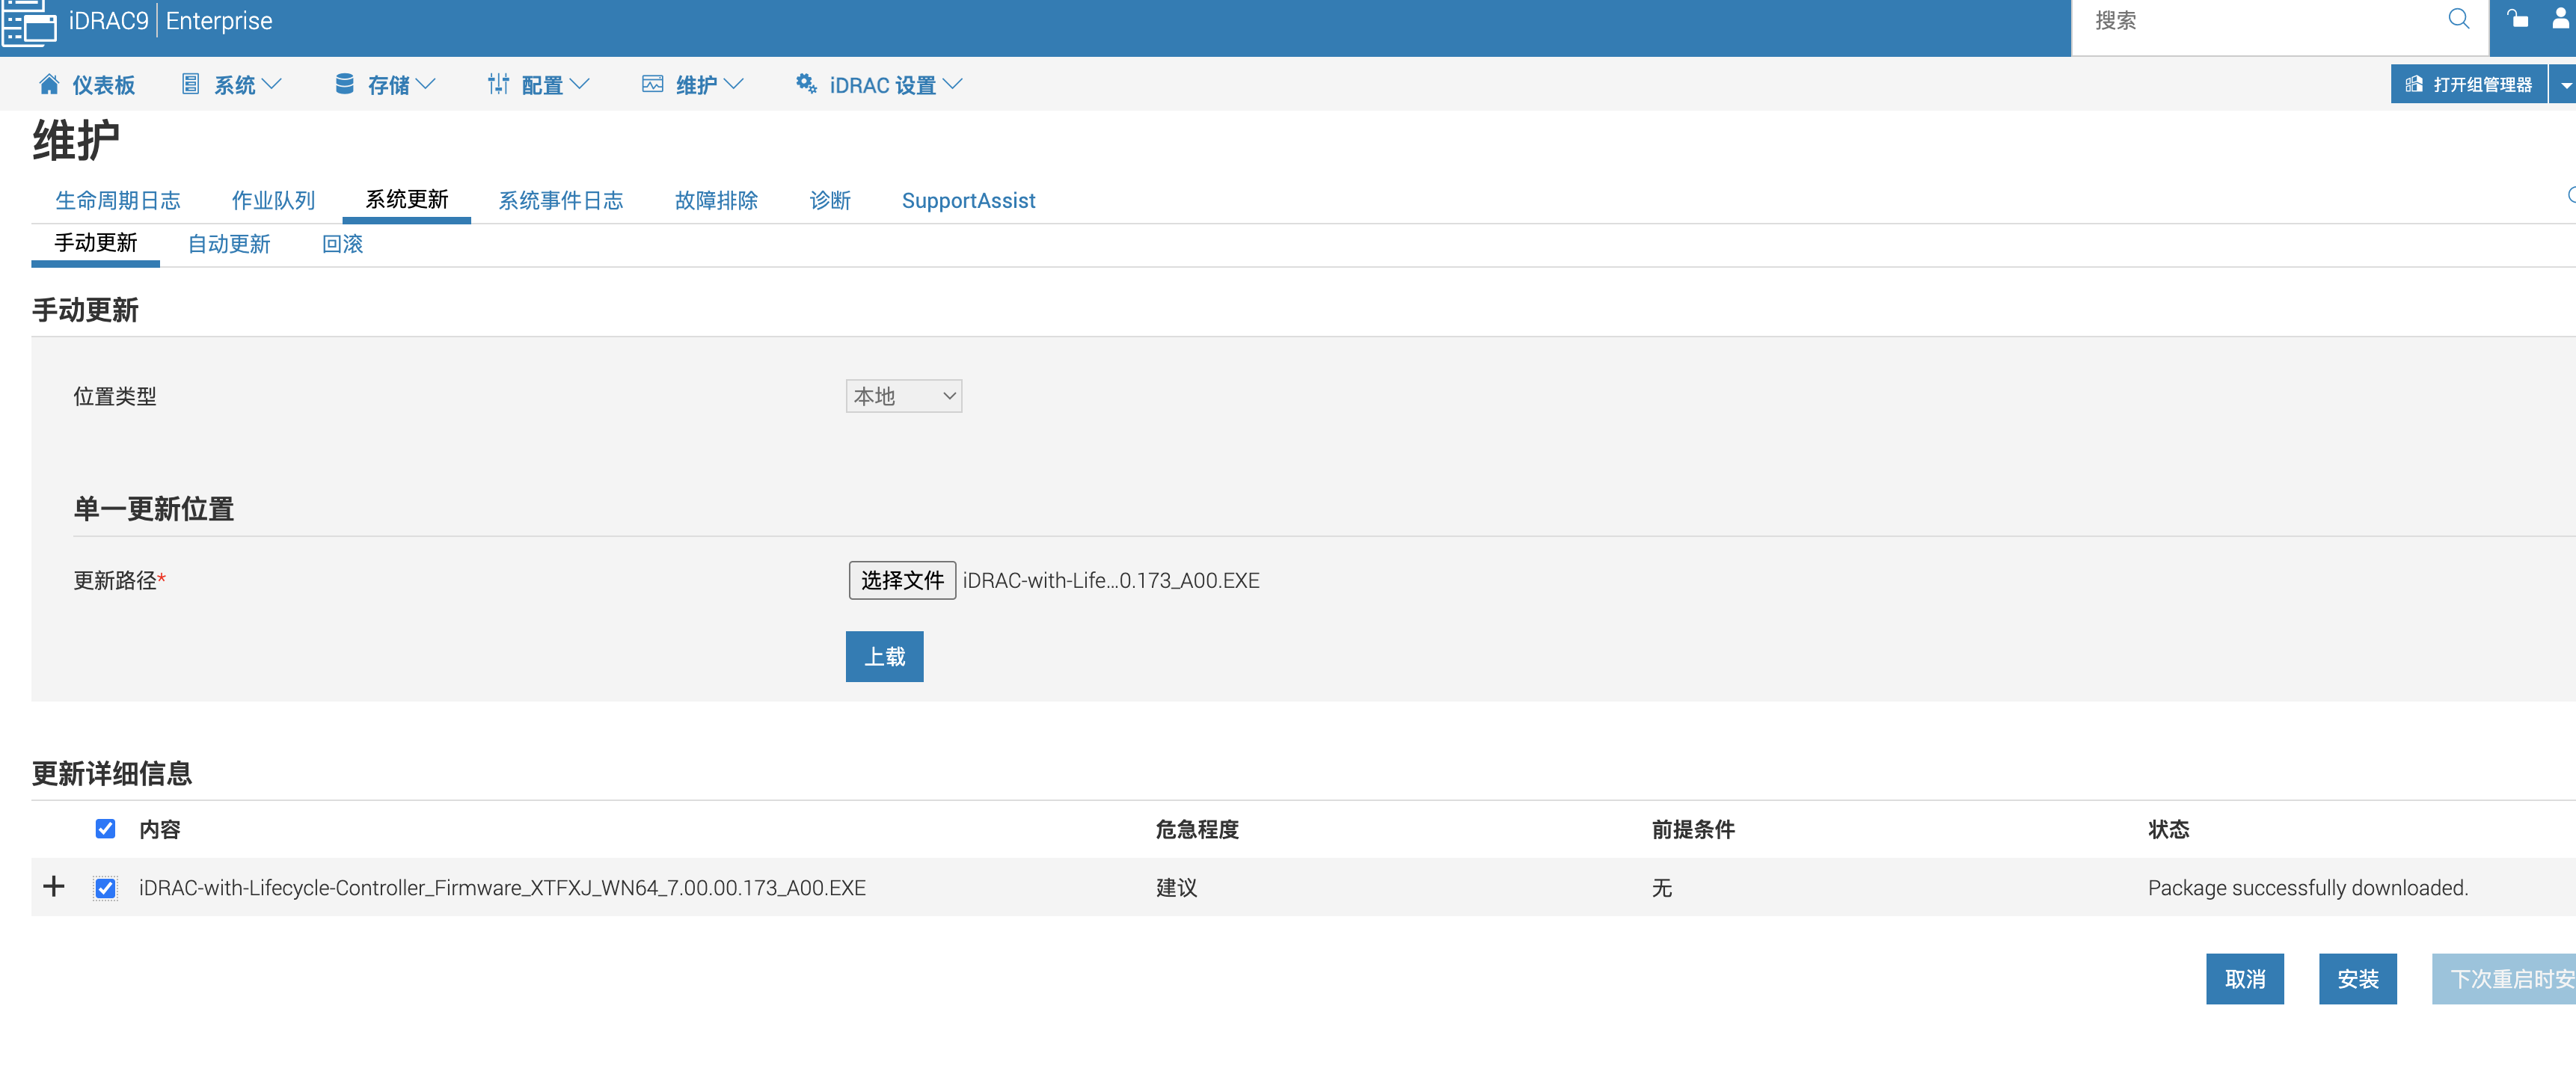 iDRAC9 Enterprise 搜索
仪表板 系统 存储 配置 维护 iDRAC 设置 打开组管理器
维护
生命周期日志 作业队列 系统更新 系统事件日志 故障排除 诊断 SupportAssist
手动更新 自动更新 回滚
手动更新
位置类型 本地
单一更新位置
更新路径* 选择文件 iDRAC-with-Life...0.173_A00.EXE
上载
更新详细信息
内容 危急程度 前提条件 状态
iDRAC-with-Lifecycle-Controller_Firmware_XTFXJ_WN64_7.00.00.173_A00.EXE 建议 无 Package successfully downloaded.
取消 安装 下次重启时安